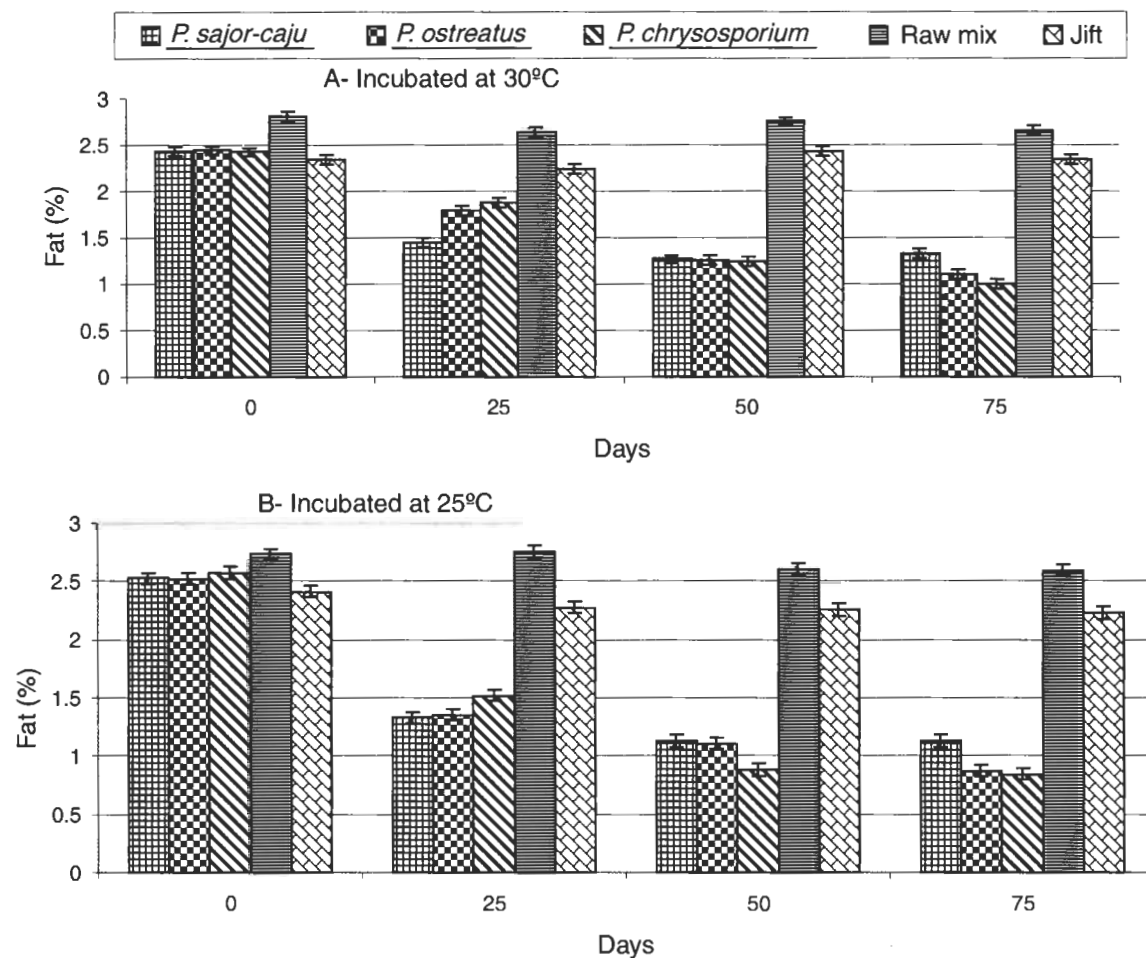 P. sajor-caju P. ostreatus P. chrysosporium Raw mix Jift
A- Incubated at 30ºC
3
2.5
2
1.5
1
0.5
0
Fat (%)
0 25 50 75
Days
B- Incubated at 25ºC
3
2.5
2
1.5
1
0.5
0
Fat (%)
0 25 50 75
Days